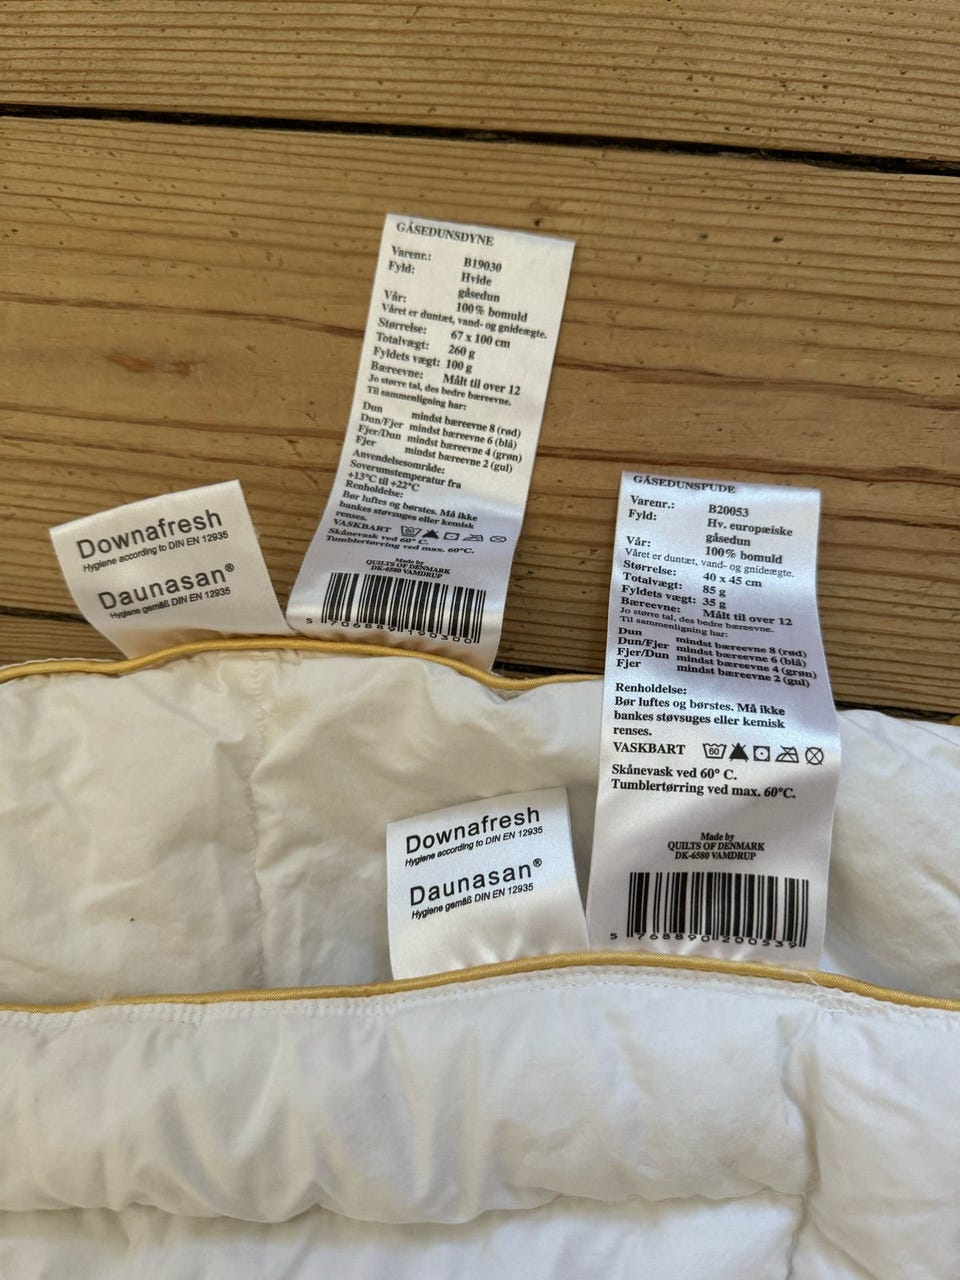 GÅSEDUNSDYNE
Varenr.: B19030
Fyld: Hvide
gåsedun
Vår: 100% bomuld
Våret er duntæt, vand- og gnideægte.
Størrelse: 67 x 100 cm
Totalvægt: 260 g
Fyldets vægt: 100 g
Bæreevne: Målt til over 12
Jo større tal, des bedre bæreevne.
Til sammenligning har:
Dun mindst bæreevne 8 (rød)
Dun/Fjer mindst bæreevne 6 (blå)
Fjer/Dun mindst bæreevne 4 (grøn)
Fjer mindst bæreevne 2 (gul)
Anvendelsesområde:
Soverumstemperatur fra
+13°C til +22°C
Renholdelse:
Bør luftes og børstes. Må ikke
bankes støvsuges eller kemisk
renses.
VASKBART 60
Skånevask ved 60° C.
Tumblertørring ved max. 60°C.
Made by
QUILTS OF DENMARK
DK-6580 VAMDRUP
5 706889 190300
Downafresh
Hygiene according to DIN EN 12935
Daunasan®
Hygiene gemäß DIN EN 12935
GÅSEDUNSPUDE
Varenr.: B20053
Fyld: Hv. europæiske
gåsedun
Vår: 100% bomuld
Våret er duntæt, vand- og gnideægte.
Størrelse: 40 x 45 cm
Totalvægt: 85 g
Fyldets vægt: 35 g
Bæreevne: Målt til over 12
Jo større tal, des bedre bæreevne.
Til sammenligning har:
Dun mindst bæreevne 8 (rød)
Dun/Fjer mindst bæreevne 6 (blå)
Fjer/Dun mindst bæreevne 4 (grøn)
Fjer mindst bæreevne 2 (gul)
Renholdelse:
Bør luftes og børstes. Må ikke
bankes støvsuges eller kemisk
renses.
VASKBART 60
Skånevask ved 60° C.
Tumblertørring ved max. 60°C.
Made by
QUILTS OF DENMARK
DK-6580 VAMDRUP
5 768890 200539
Downafresh
Hygiene according to DIN EN 12935
Daunasan®
Hygiene gemäß DIN EN 12935